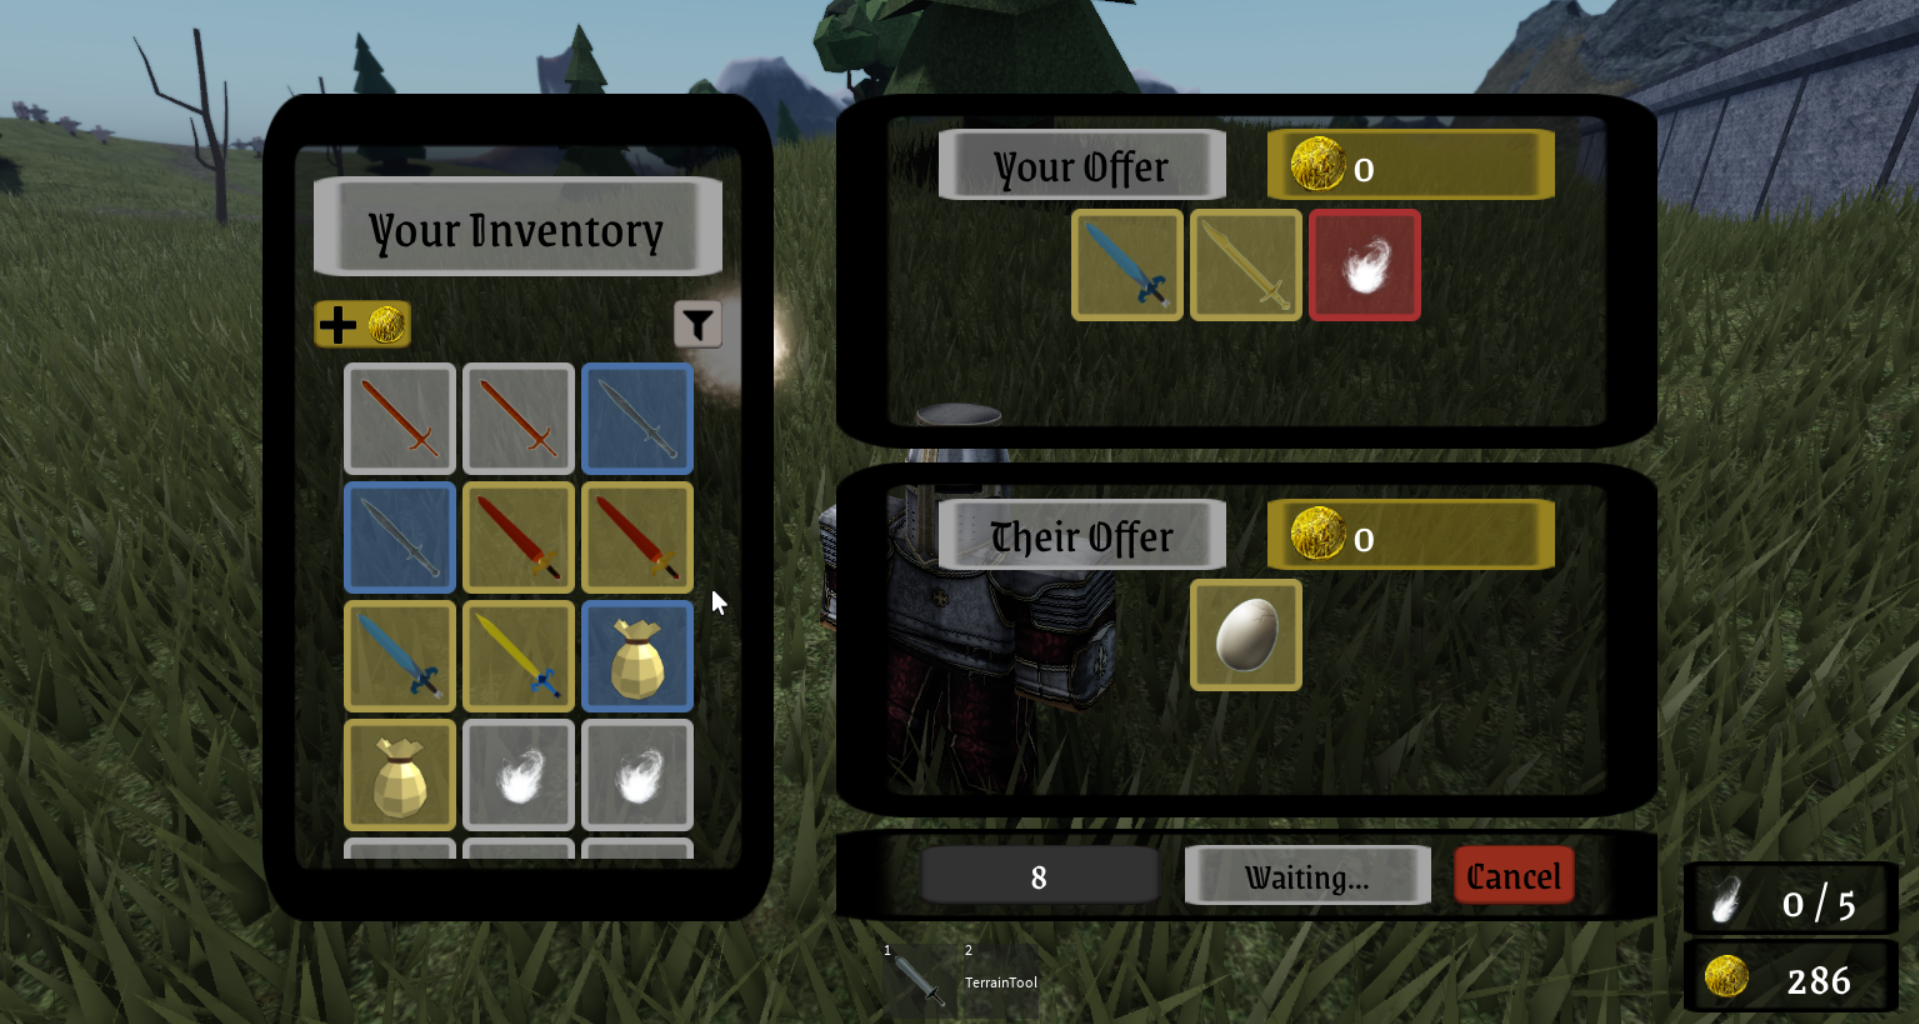 Your Inventory
Your Offer
0
Their Offer
0
8
Waiting...
Cancel
0 / 5
286
1
2
TerrainTool